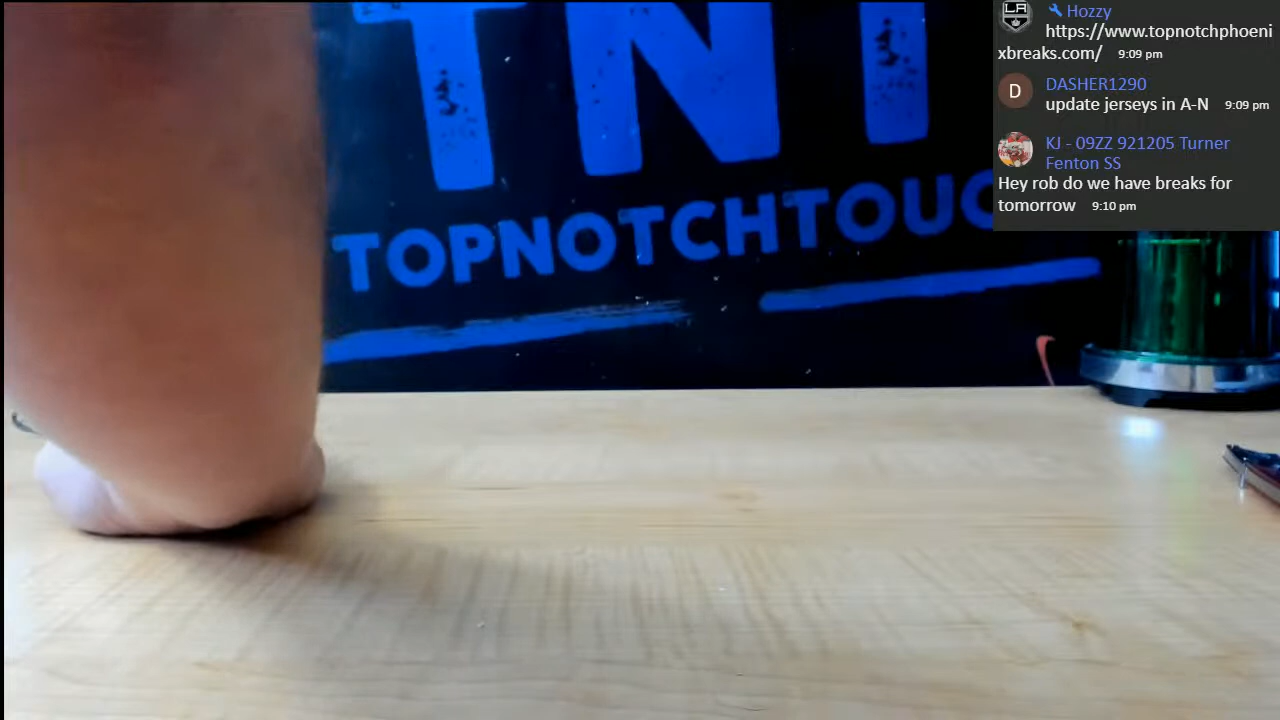 TNT
TOPNOTCHTOUC
Hozzy
https://www.topnotchphoeni
xbreaks.com/ 9:09 pm
D
DASHER1290
update jerseys in A-N 9:09 pm
KJ - 09ZZ 921205 Turner
Fenton SS
Hey rob do we have breaks for
tomorrow 9:10 pm
LA